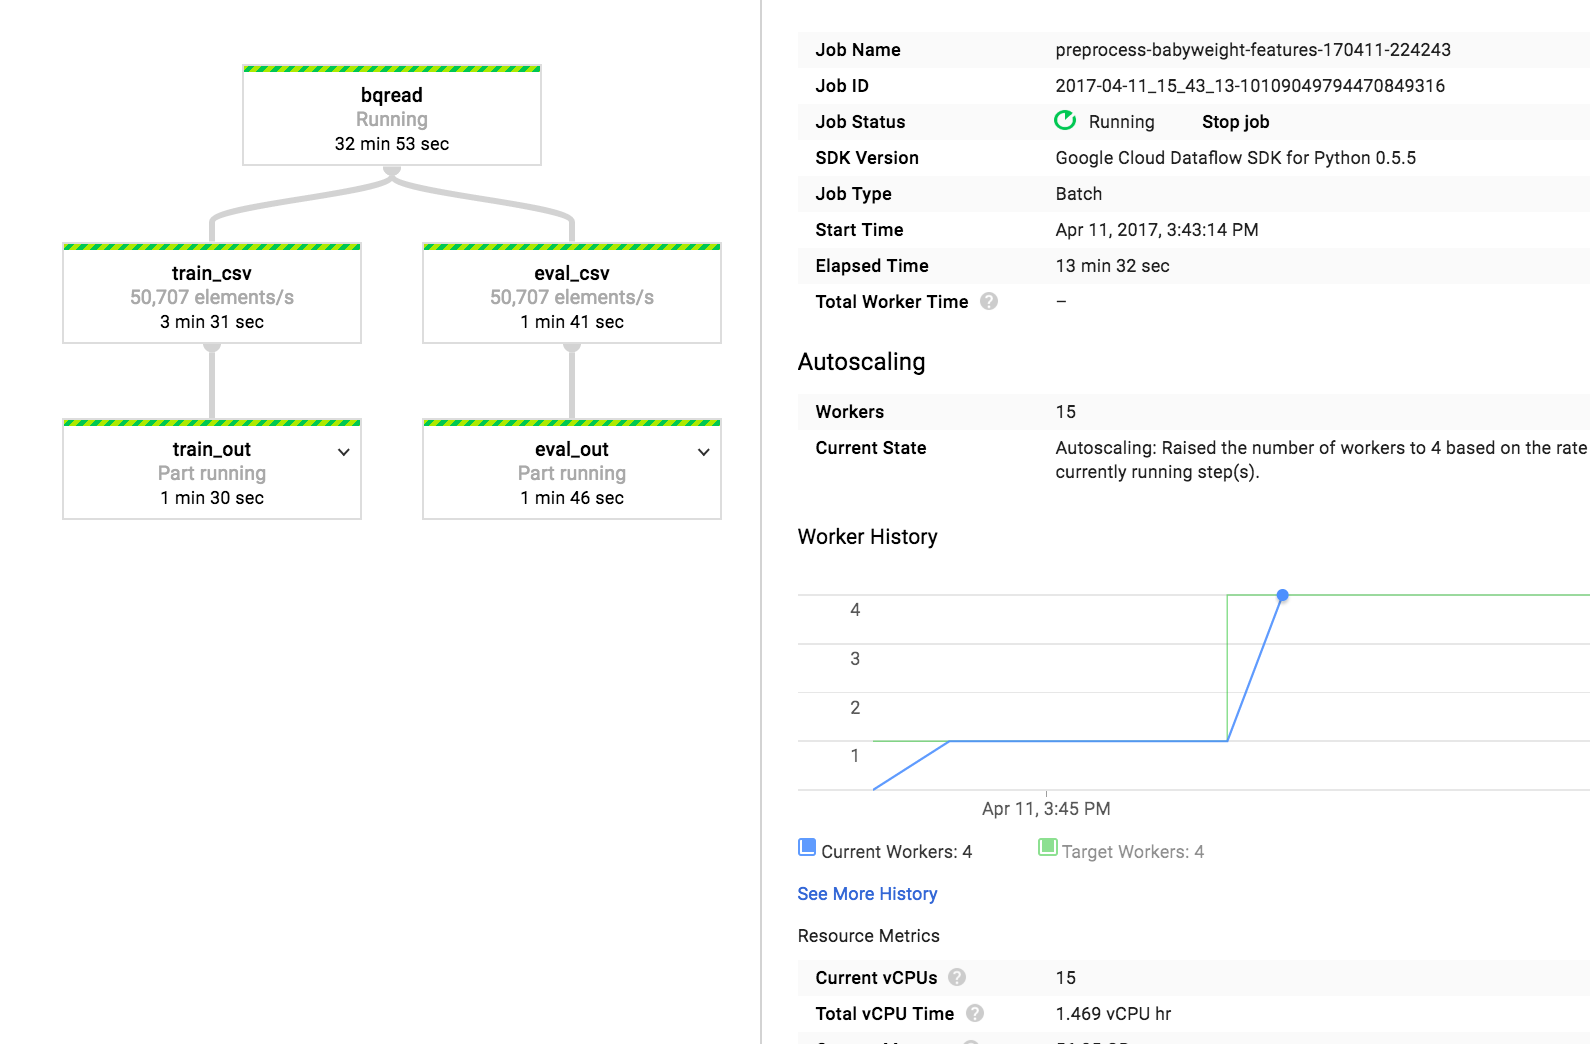 bqread
Running
32 min 53 sec
train_csv
50,707 elements/s
3 min 31 sec
eval_csv
50,707 elements/s
1 min 41 sec
train_out
Part running
1 min 30 sec
eval_out
Part running
1 min 46 sec
Job Name preprocess-babyweight-features-170411-224243
Job ID 2017-04-11_15_43_13-10109049794470849316
Job Status Running Stop job
SDK Version Google Cloud Dataflow SDK for Python 0.5.5
Job Type Batch
Start Time Apr 11, 2017, 3:43:14 PM
Elapsed Time 13 min 32 sec
Total Worker Time ? –
Autoscaling
Workers 15
Current State Autoscaling: Raised the number of workers to 4 based on the rate
currently running step(s).
Worker History
4
3
2
1
Apr 11, 3:45 PM
Current Workers: 4 Target Workers: 4
See More History
Resource Metrics
Current vCPUs ? 15
Total vCPU Time ? 1.469 vCPU hr